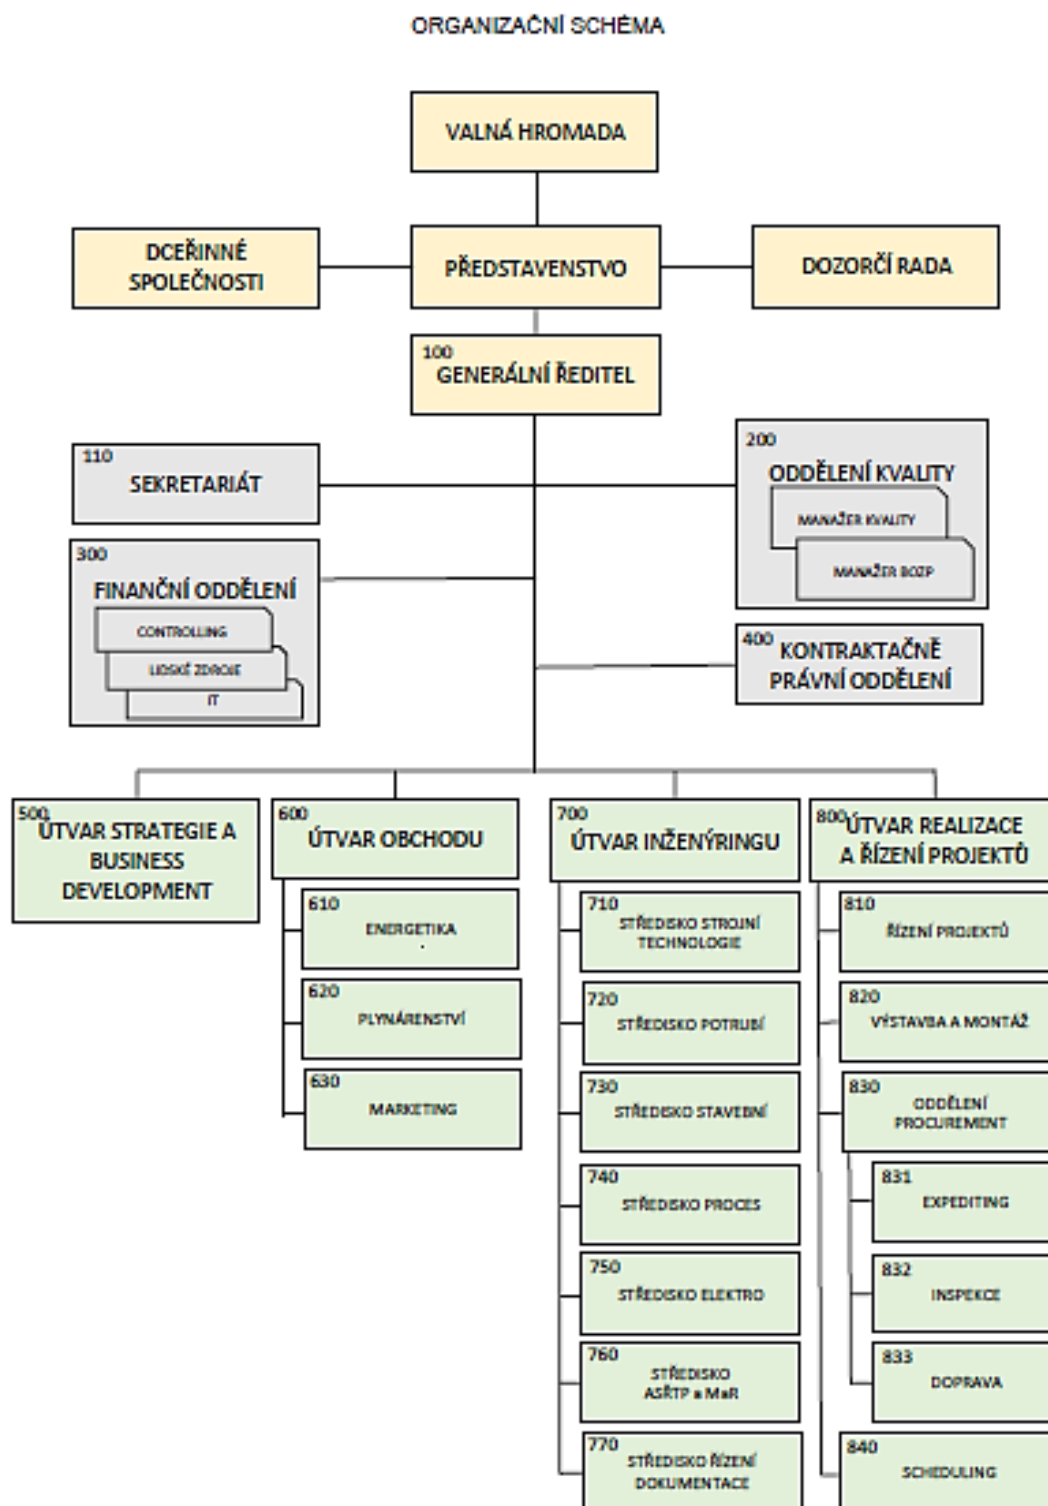 ORGANIZAČNÍ SCHÉMA
VALNÁ HROMADA
DCEŘINNÉ
SPOLEČNOSTI
PŘEDSTAVENSTVO
DOZORČÍ RADA
100
GENERÁLNÍ ŘEDITEL
110
SEKRETARIÁT
200
ODDĚLENÍ KVALITY
MANAŽER KVALITY
MANAŽER BOZP
300
FINANČNÍ ODDĚLENÍ
CONTROLLING
LIDSKÉ ZDROJE
IT
400
KONTRAKTAČNĚ
PRÁVNÍ ODDĚLENÍ
500
ÚTVAR STRATEGIE A
BUSINESS
DEVELOPMENT
600
ÚTVAR OBCHODU
610
ENERGETIKA
620
PLYNÁRENSTVÍ
630
MARKETING
700
ÚTVAR INŽENÝRINGU
710
STŘEDISKO STROJNÍ
TECHNOLOGIE
720
STŘEDISKO POTRUBÍ
730
STŘEDISKO STAVEBNÍ
740
STŘEDISKO PROCES
750
STŘEDISKO ELEKTRO
760
STŘEDISKO
ASŘTP a MaR
770
STŘEDISKO ŘÍZENÍ
DOKUMENTACE
800
ÚTVAR REALIZACE
A ŘÍZENÍ PROJEKTŮ
810
ŘÍZENÍ PROJEKTŮ
820
VÝSTAVBA A MONTÁŽ
830
ODDĚLENÍ
PROCUREMENT
831
EXPEDITING
832
INSPEKCE
833
DOPRAVA
840
SCHEDULING